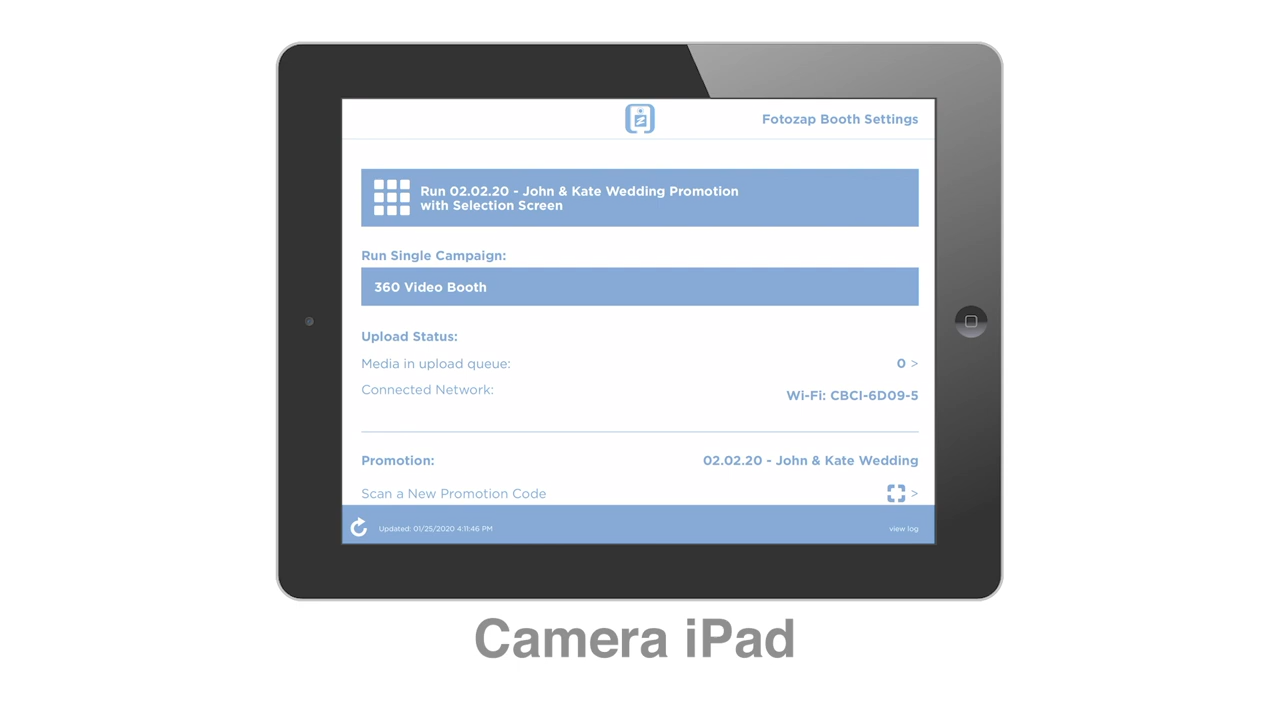 Fotozap Booth Settings
Run 02.02.20 - John & Kate Wedding Promotion
with Selection Screen
Run Single Campaign:
360 Video Booth
Upload Status:
Media in upload queue: 0 >
Connected Network: Wi-Fi: CBCI-6D09-5
Promotion: 02.02.20 - John & Kate Wedding
Scan a New Promotion Code >
Updated: 01/25/2020 4:11:46 PM view log
Camera iPad